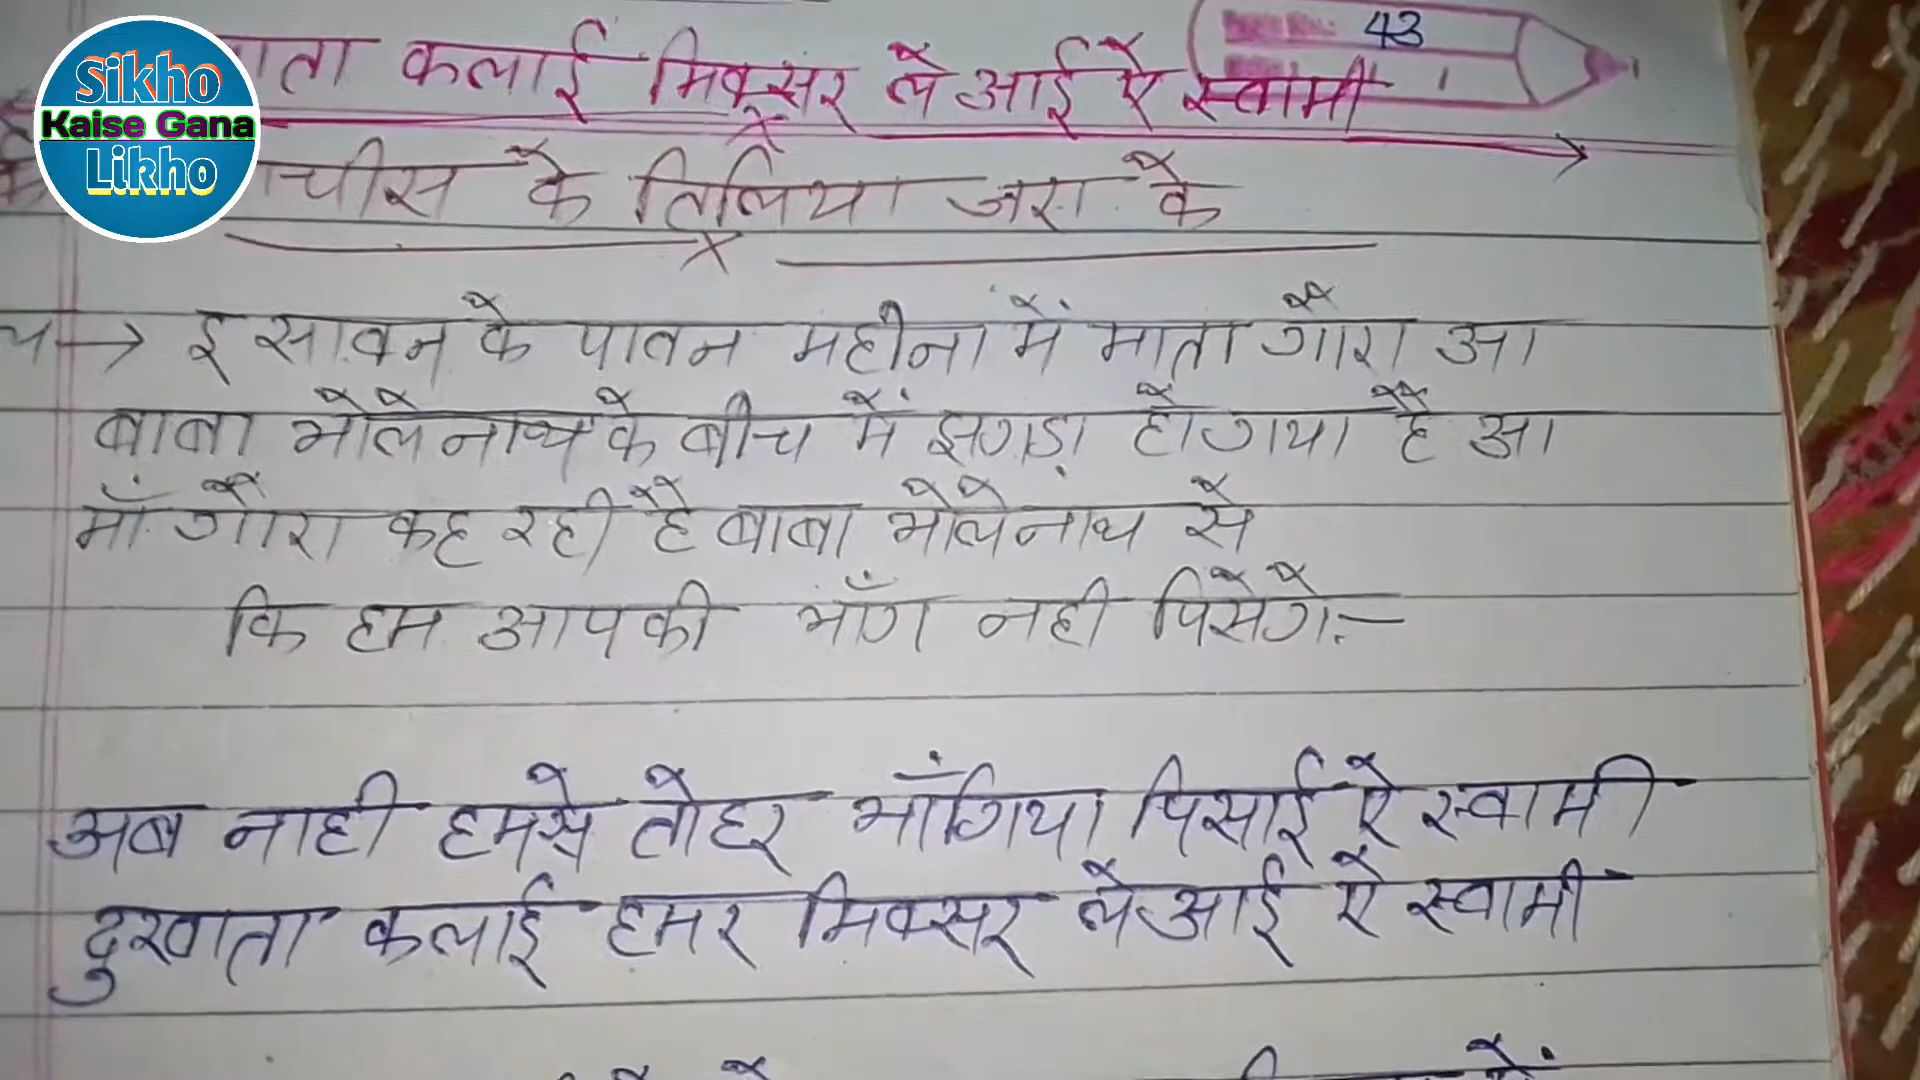 Sikho
Kaise Gana
Likho
43
कलाई मिक्सर ले आई ऐ स्वामी
के तिलिया जरा के
इ सावन के पावन महीना में माता गौरा आ
बाबा भोलेनाथ के बीच में झगड़ा हो गया है आ
माँ गौरा कह रही है बाबा भोलेनाथ से
कि हम आपकी भाँग नही पिसेगे:-
अब नाही हमसे तोहर भाँगिया पिसाई ऐ स्वामी
दुखाता कलाई हमर मिक्सर ले आई ऐ स्वामी